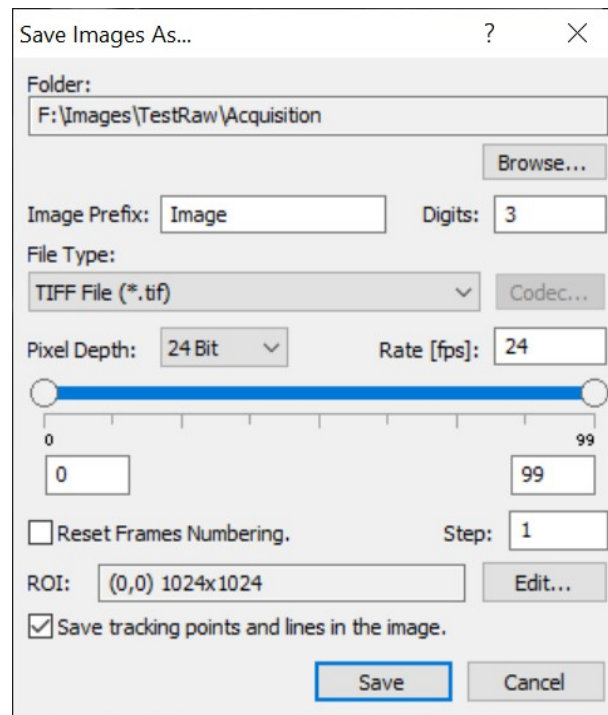 Save Images As... ?
Folder:
F:\Images\TestRaw\Acquisition
Browse...
Image Prefix: Image Digits: 3
File Type:
TIFF File (*.tif) Codec...
Pixel Depth: 24 Bit Rate [fps]: 24
0 99
0 99
Reset Frames Numbering. Step: 1
ROI: (0,0) 1024x1024 Edit...
Save tracking points and lines in the image.
Save Cancel